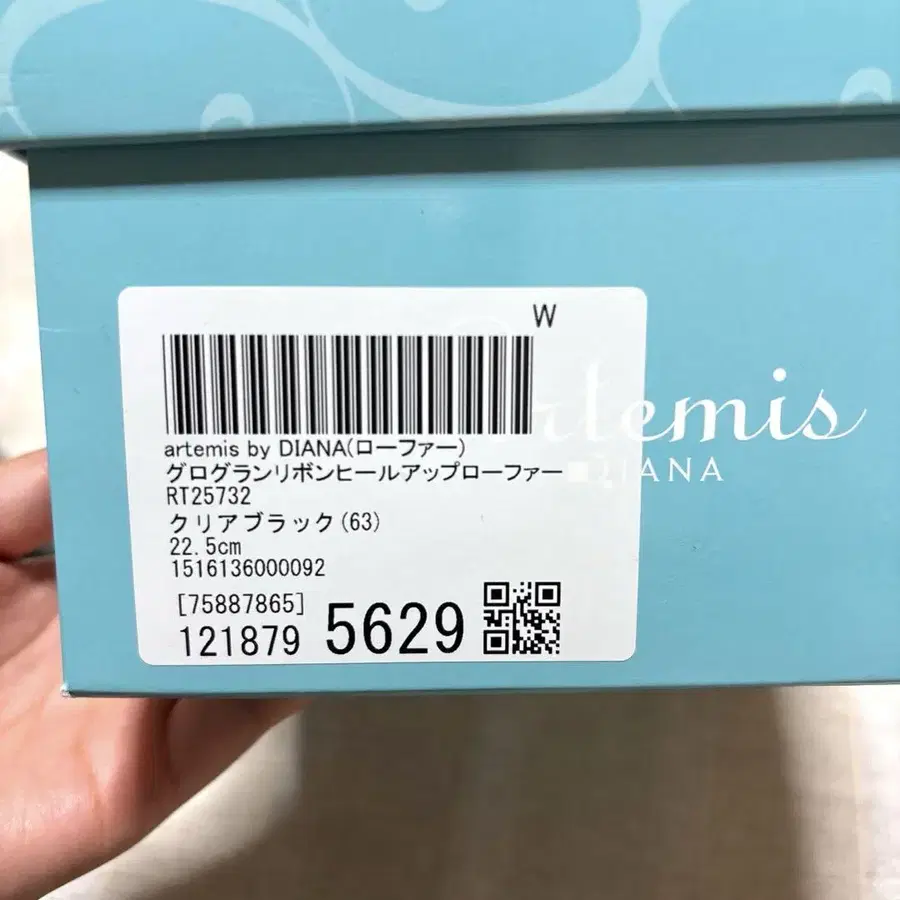 W
artemis by DIANA(ローファー)
グログランリボンヒールアップローファー■
RT25732
クリアブラック(63)
22.5cm
1516136000092
[75887865]
121879 5629
artemis
DIANA